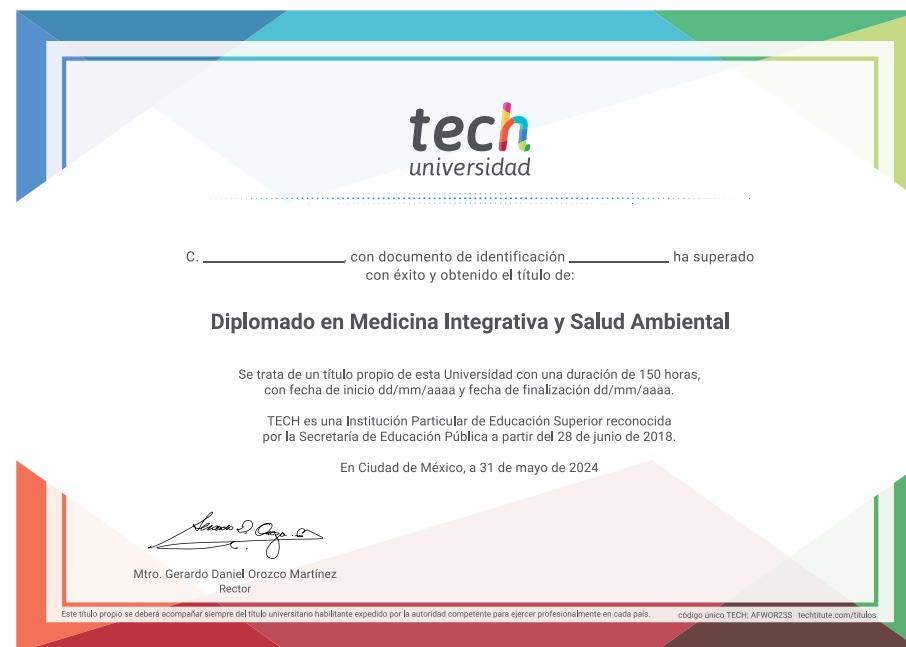 tech
universidad
C. ____________________, con documento de identificación ______________ ha superado
con éxito y obtenido el título de:
Diplomado en Medicina Integrativa y Salud Ambiental
Se trata de un título propio de esta Universidad con una duración de 150 horas,
con fecha de inicio dd/mm/aaaa y fecha de finalización dd/mm/aaaa.
TECH es una Institución Particular de Educación Superior reconocida
por la Secretaría de Educación Pública a partir del 28 de junio de 2018.
En Ciudad de México, a 31 de mayo de 2024
Mtro. Gerardo Daniel Orozco Martínez
Rector
Este título propio se deberá acompañar siempre del título universitario habilitante expedido por la autoridad competente para ejercer profesionalmente en cada país. código único TECH: AFWOR23S techtitute.com/titulos